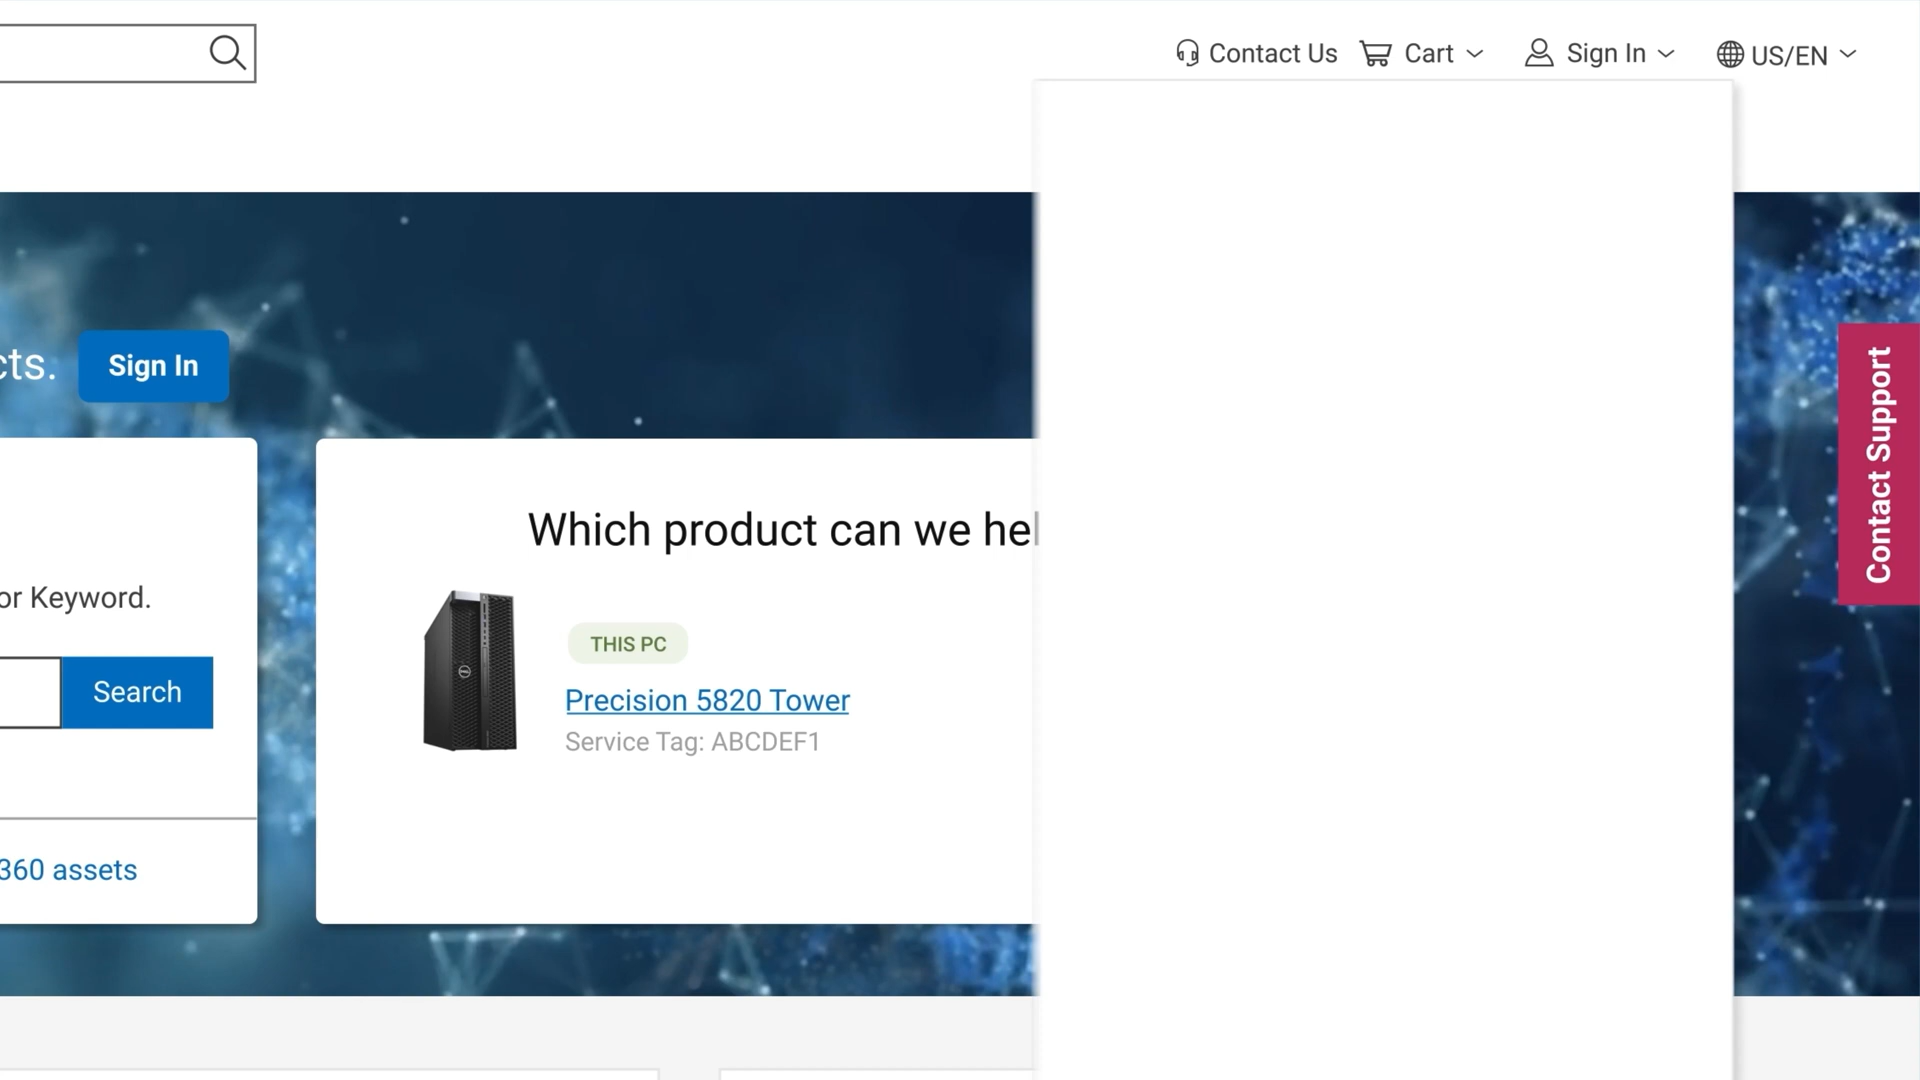 Contact Us
Cart
Sign In
US/EN
cts.
Sign In
Contact Support
Which product can we hel
or Keyword.
THIS PC
Search
Precision 5820 Tower
Service Tag: ABCDEF1
360 assets